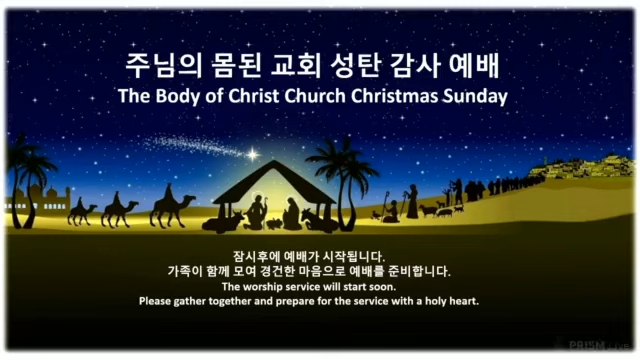 주님의 몸된 교회 성탄 감사 예배
The Body of Christ Church Christmas Sunday
잠시후에 예배가 시작됩니다.
가족이 함께 모여 경건한 마음으로 예배를 준비합니다.
The worship service will start soon.
Please gather together and prepare for the service with a holy heart.
PRISM Live